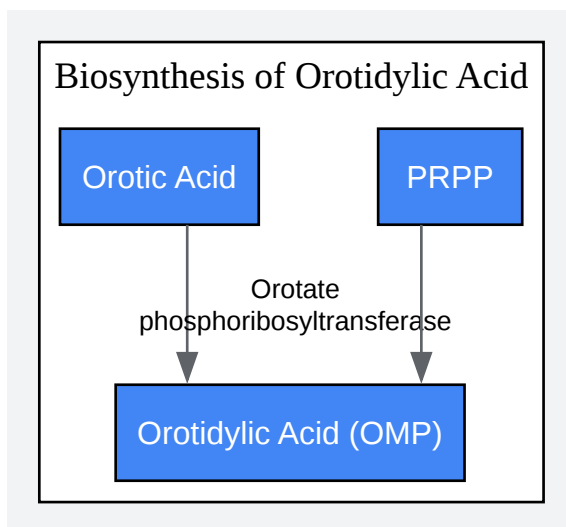 Biosynthesis of Orotidylic Acid
Orotic Acid
PRPP
Orotate
phosphoribosyltransferase
Orotidylic Acid (OMP)